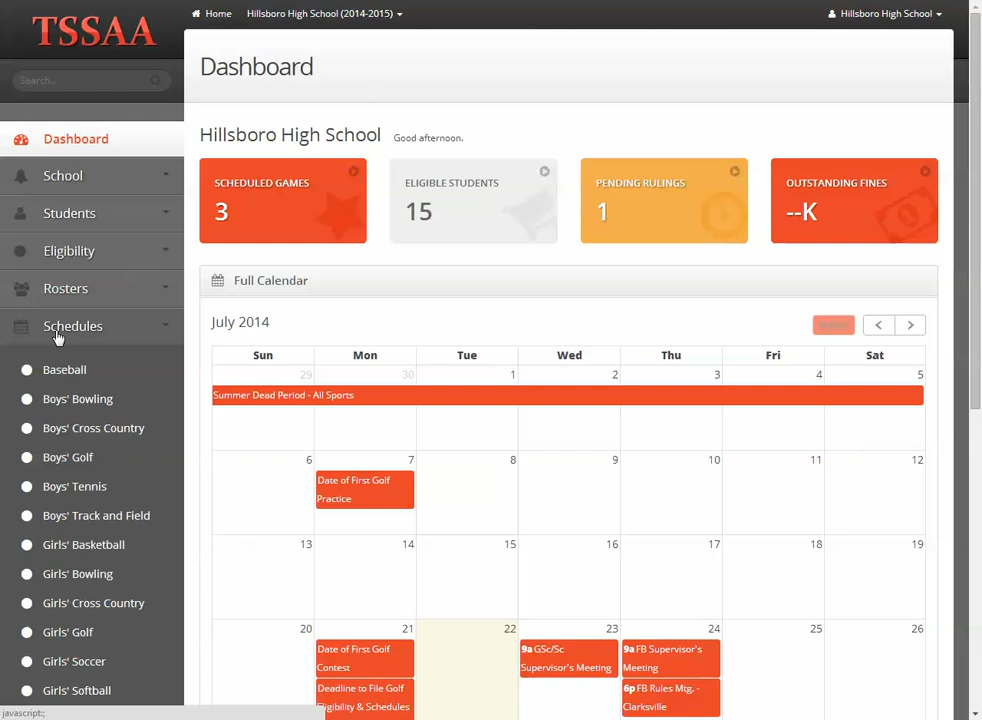 TSSAA
Home
Hillsboro High School (2014-2015)
Hillsboro High School
Search...
Dashboard
School
Students
Eligibility
Rosters
Schedules
Baseball
Boys' Bowling
Boys' Cross Country
Boys' Golf
Boys' Tennis
Boys' Track and Field
Girls' Basketball
Girls' Bowling
Girls' Cross Country
Girls' Golf
Girls' Soccer
Girls' Softball
javascript:;
Dashboard
Hillsboro High School Good afternoon.
SCHEDULED GAMES
3
ELIGIBLE STUDENTS
15
PENDING RULINGS
1
OUTSTANDING FINES
--K
Full Calendar
July 2014
Sun Mon Tue Wed Thu Fri Sat
29 30 1 2 3 4 5
Summer Dead Period - All Sports
6 7 8 9 10 11 12
Date of First Golf
Practice
13 14 15 16 17 18 19
20 21 22 23 24 25 26
Date of First Golf
Contest
Deadline to File Golf
Eligibility & Schedules
9a GSc/Sc
Supervisor's Meeting
9a FB Supervisor's
Meeting
6p FB Rules Mtg. -
Clarksville